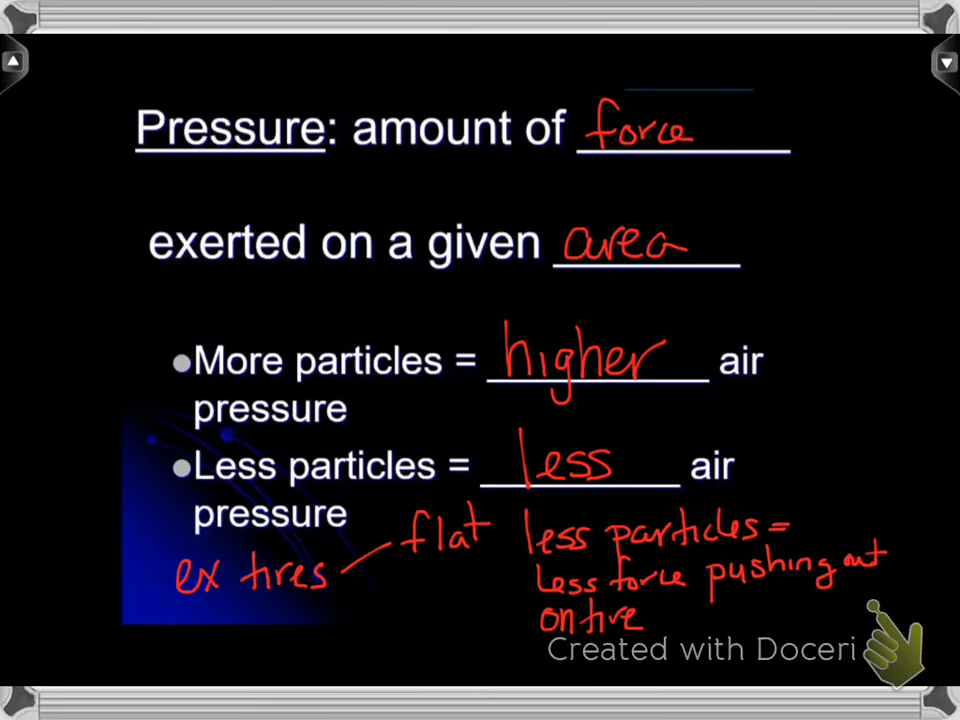 Pressure: amount of force
exerted on a given area
●More particles = higher air
pressure
●Less particles = less air
pressure
ex tires — flat less particles =
less force pushing out
on tire
Created with Doceri